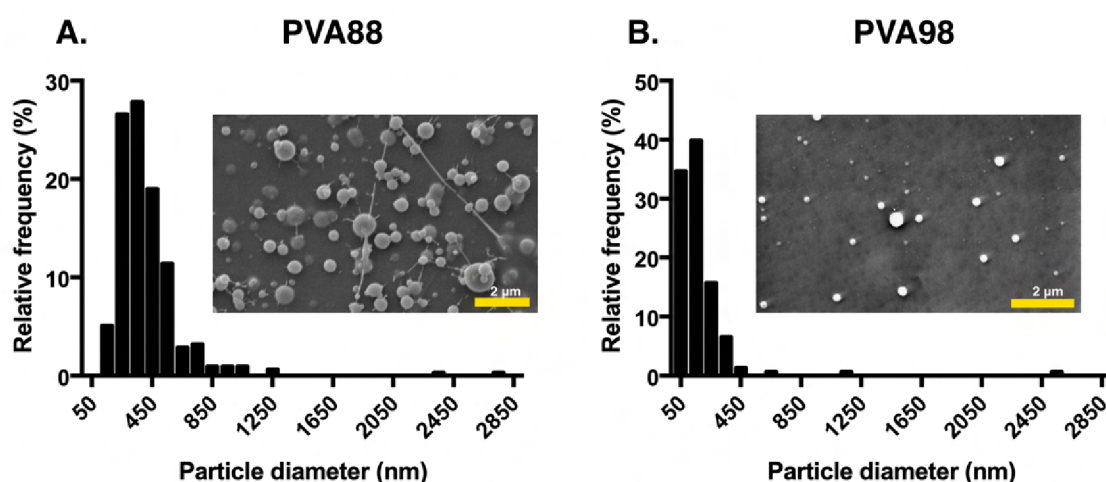 A.
PVA88
Relative frequency (%)
30
20
10
0
2 µm
50
450
850
1250
1650
2050
2450
2850
Particle diameter (nm)
B.
PVA98
Relative frequency (%)
50
40
30
20
10
0
2 µm
50
450
850
1250
1650
2050
2450
2850
Particle diameter (nm)